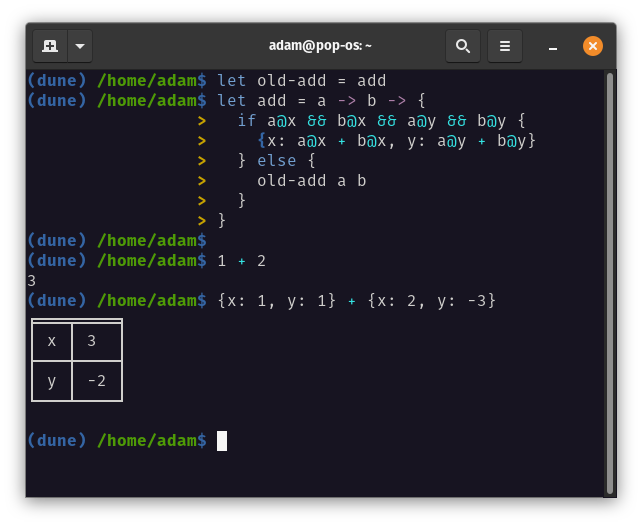 adam@pop-os: ~
(dune) /home/adam$ let old-add = add
(dune) /home/adam$ let add = a -> b -> {
> if a@x && b@x && a@y && b@y {
> {x: a@x + b@x, y: a@y + b@y}
> } else {
> old-add a b
> }
> }
(dune) /home/adam$
(dune) /home/adam$ 1 + 2
3
(dune) /home/adam$ {x: 1, y: 1} + {x: 2, y: -3}
x 3
y -2
(dune) /home/adam$